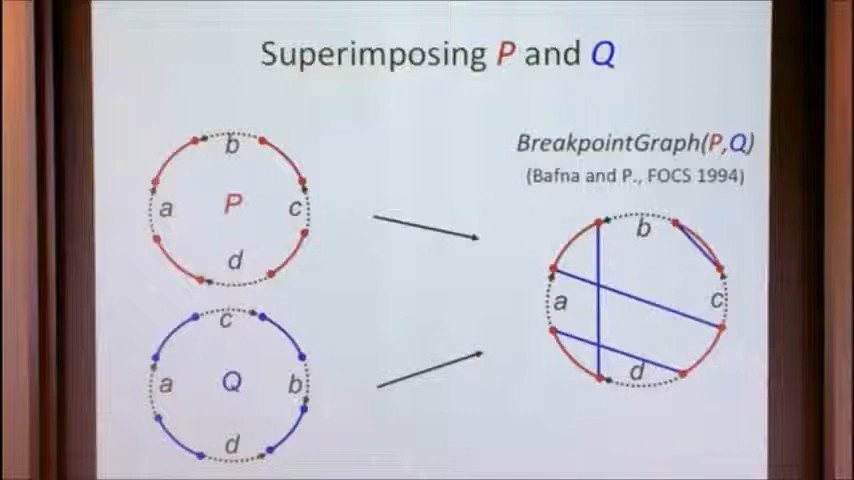 Superimposing P and Q
BreakpointGraph(P,Q)
(Bafna and P., FOCS 1994)
b
a
P
c
d
b
a
c
d
c
a
Q
b
d